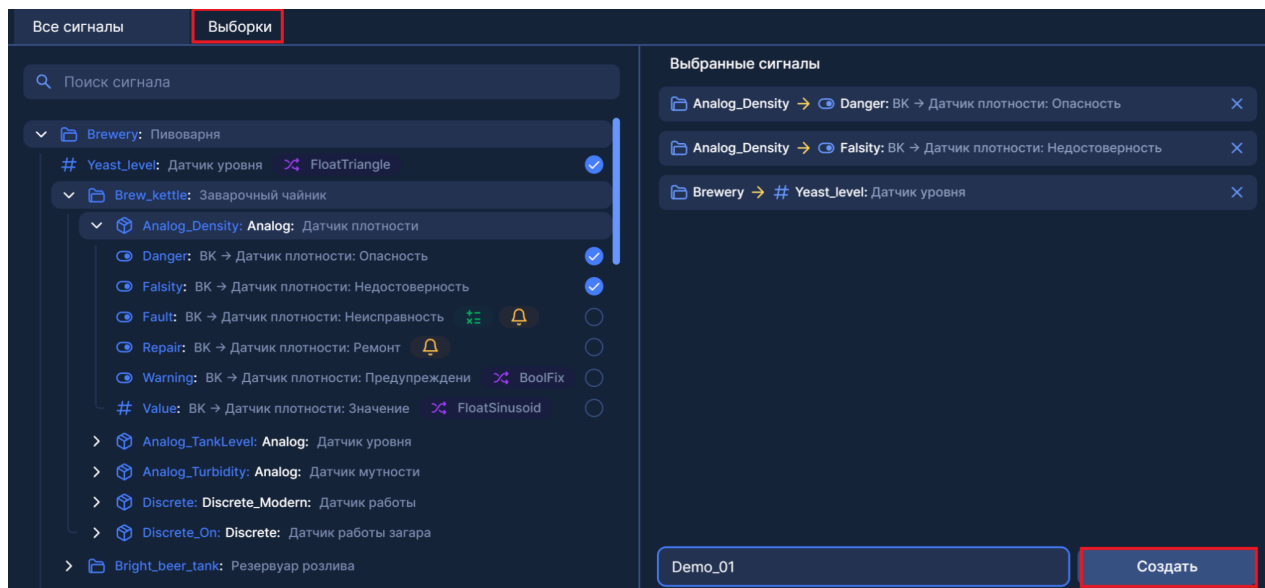 Все сигналы
Выборки
Поиск сигнала
Brewery: Пивоварня
Yeast_level: Датчик уровня FloatTriangle
Brew_kettle: Заварочный чайник
Analog_Density: Analog: Датчик плотности
Danger: ВК → Датчик плотности: Опасность
Falsity: ВК → Датчик плотности: Недостоверность
Fault: ВК → Датчик плотности: Неисправность
Repair: ВК → Датчик плотности: Ремонт
Warning: ВК → Датчик плотности: Предупреждени BoolFix
Value: ВК → Датчик плотности: Значение FloatSinusoid
Analog_TankLevel: Analog: Датчик уровня
Analog_Turbidity: Analog: Датчик мутности
Discrete: Discrete_Modern: Датчик работы
Discrete_On: Discrete: Датчик работы загара
Bright_beer_tank: Резервуар розлива
Выбранные сигналы
Analog_Density → Danger: ВК → Датчик плотности: Опасность
Analog_Density → Falsity: ВК → Датчик плотности: Недостоверность
Brewery → # Yeast_level: Датчик уровня
Demo_01
Создать